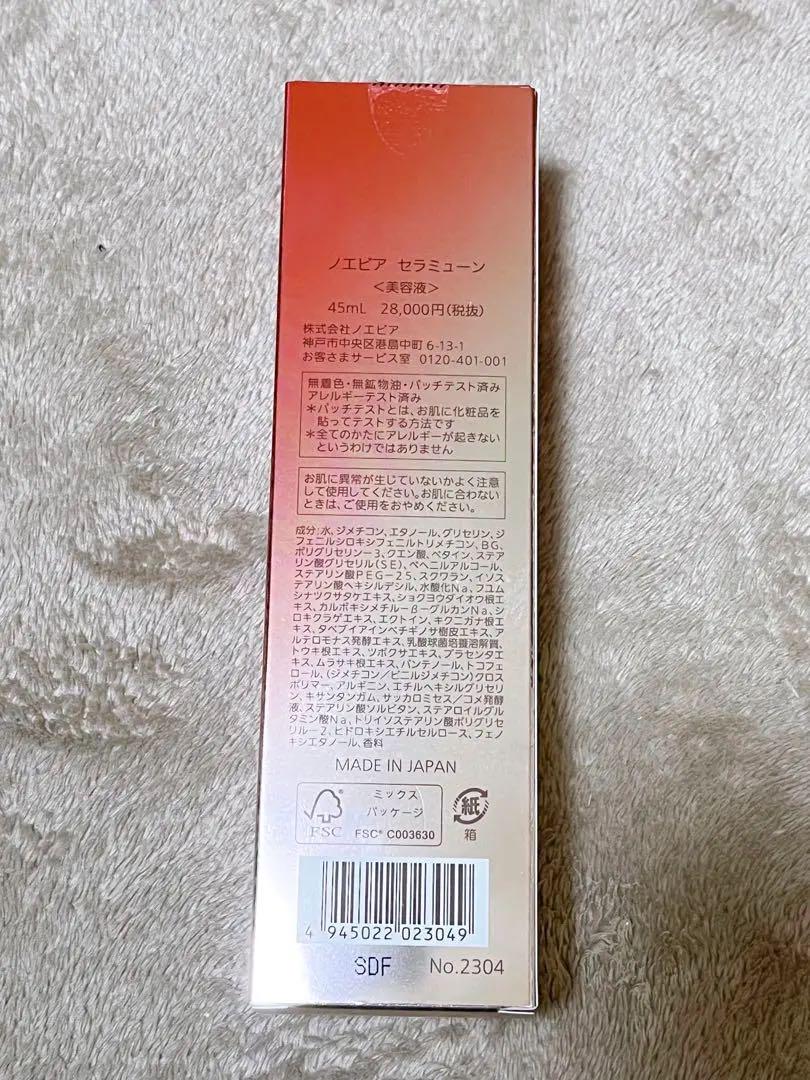 ノエビア セラミューン
＜美容液＞
45mL 28,000円(税抜)
株式会社ノエビア
神戸市中央区港島中町 6-13-1
お客さまサービス室 0120-401-001
無着色・無鉱物油・パッチテスト済み
アレルギーテスト済み
＊パッチテストとは、お肌に化粧品を
貼ってテストする方法です
＊全てのかたにアレルギーが起きない
というわけではありません
お肌に異常が生じていないかよく注意
して使用してください。お肌に合わない
ときは、ご使用をおやめください。
成分：水、ジメチコン、エタノール、グリセリン、ジ
フェニルシロキシフェニルトリメチコン、BG、
ポリグリセリン－3、クエン酸、ベタイン、ステア
リン酸グリセリル(SE)、ベヘニルアルコール、
ステアリン酸PEG－25、スクワラン、イソス
テアリン酸ヘキシルデシル、水酸化Na、フユム
シナツクサタケエキス、ショクヨウダイオウ根エ
キス、カルボキシメチル－β－グルカンNa、シ
ロキクラゲエキス、エクトイン、キクニガナ根エ
キス、タベブイアインペチギノサ樹皮エキス、ア
ルテロモナス発酵エキス、乳酸球菌培養溶解質、
トウキ根エキス、ツボクサエキス、プラセンタエ
キス、ムラサキ根エキス、パンテノール、トコフェ
ロール、(ジメチコン／ビニルジメチコン)クロス
ポリマー、アルギニン、エチルヘキシルグリセリ
ン、キサンタンガム、サッカロミセス／コメ発酵
液、ステアリン酸ソルビタン、ステアロイルグル
タミン酸Na、トリイソステアリン酸ポリグリセ
リル－2、ヒドロキシエチルセルロース、フェノ
キシエタノール、香料
MADE IN JAPAN
FSC
ミックス
パッケージ
FSC® C003630
紙
箱
4 945022 023049
SDF No.2304